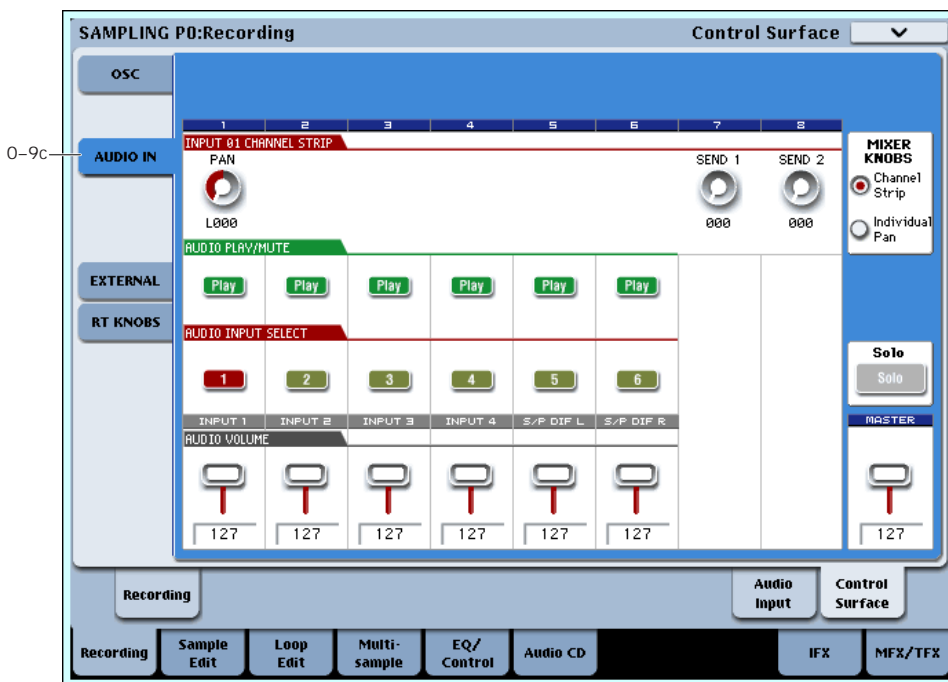 SAMPLING P0:Recording Control Surface
OSC
0–9c AUDIO IN
EXTERNAL
RT KNOBS
1 2 3 4 5 6 7 8
INPUT 01 CHANNEL STRIP
PAN SEND 1 SEND 2
L000 000 000
MIXER
KNOBS
Channel
Strip
Individual
Pan
AUDIO PLAY/MUTE
Play Play Play Play Play Play
AUDIO INPUT SELECT
1 2 3 4 5 6
Solo
Solo
INPUT 1 INPUT 2 INPUT 3 INPUT 4 S/P DIF L S/P DIF R MASTER
AUDIO VOLUME
127 127 127 127 127 127 127
Recording
Audio
Input
Control
Surface
Recording
Sample
Edit
Loop
Edit
Multi-
sample
EQ/
Control
Audio CD
IFX
MFX/TFX